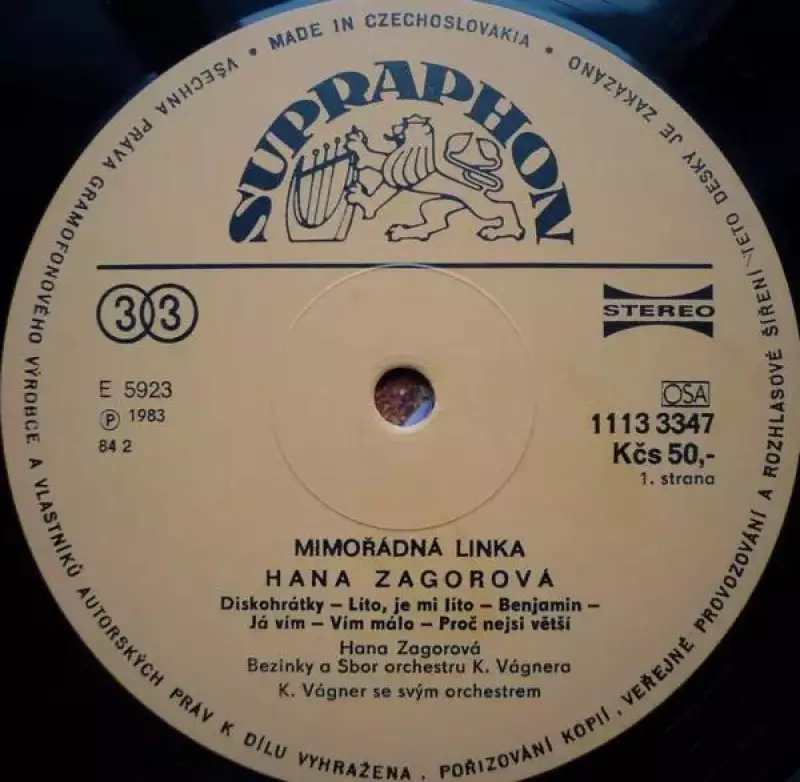 • MADE IN CZECHOSLOVAKIA •
VŠECHNA PRÁVA GRAMOFONOVÉHO VÝROBCE A VLASTNÍKŮ AUTORSKÝCH PRÁV K DÍLU VYHRAŽENA. POŘIZOVÁNÍ KOPIÍ, VEŘEJNÉ PROVOZOVÁNÍ A ROZHLASOVÉ ŠÍŘENÍ TÉTO DESKY JE ZAKÁZÁNO
SUPRAPHON
33
STEREO
E 5923
Ⓟ 1983
84 2
OSA
1113 3347
Kčs 50,-
1. strana
MIMOŘÁDNÁ LINKA
HANA ZAGOROVÁ
Diskohrátky – Líto, je mi líto – Benjamin –
Já vím – Vím málo – Proč nejsi větší
Hana Zagorová
Bezinky a Sbor orchestru K. Vágnera
K. Vágner se svým orchestrem